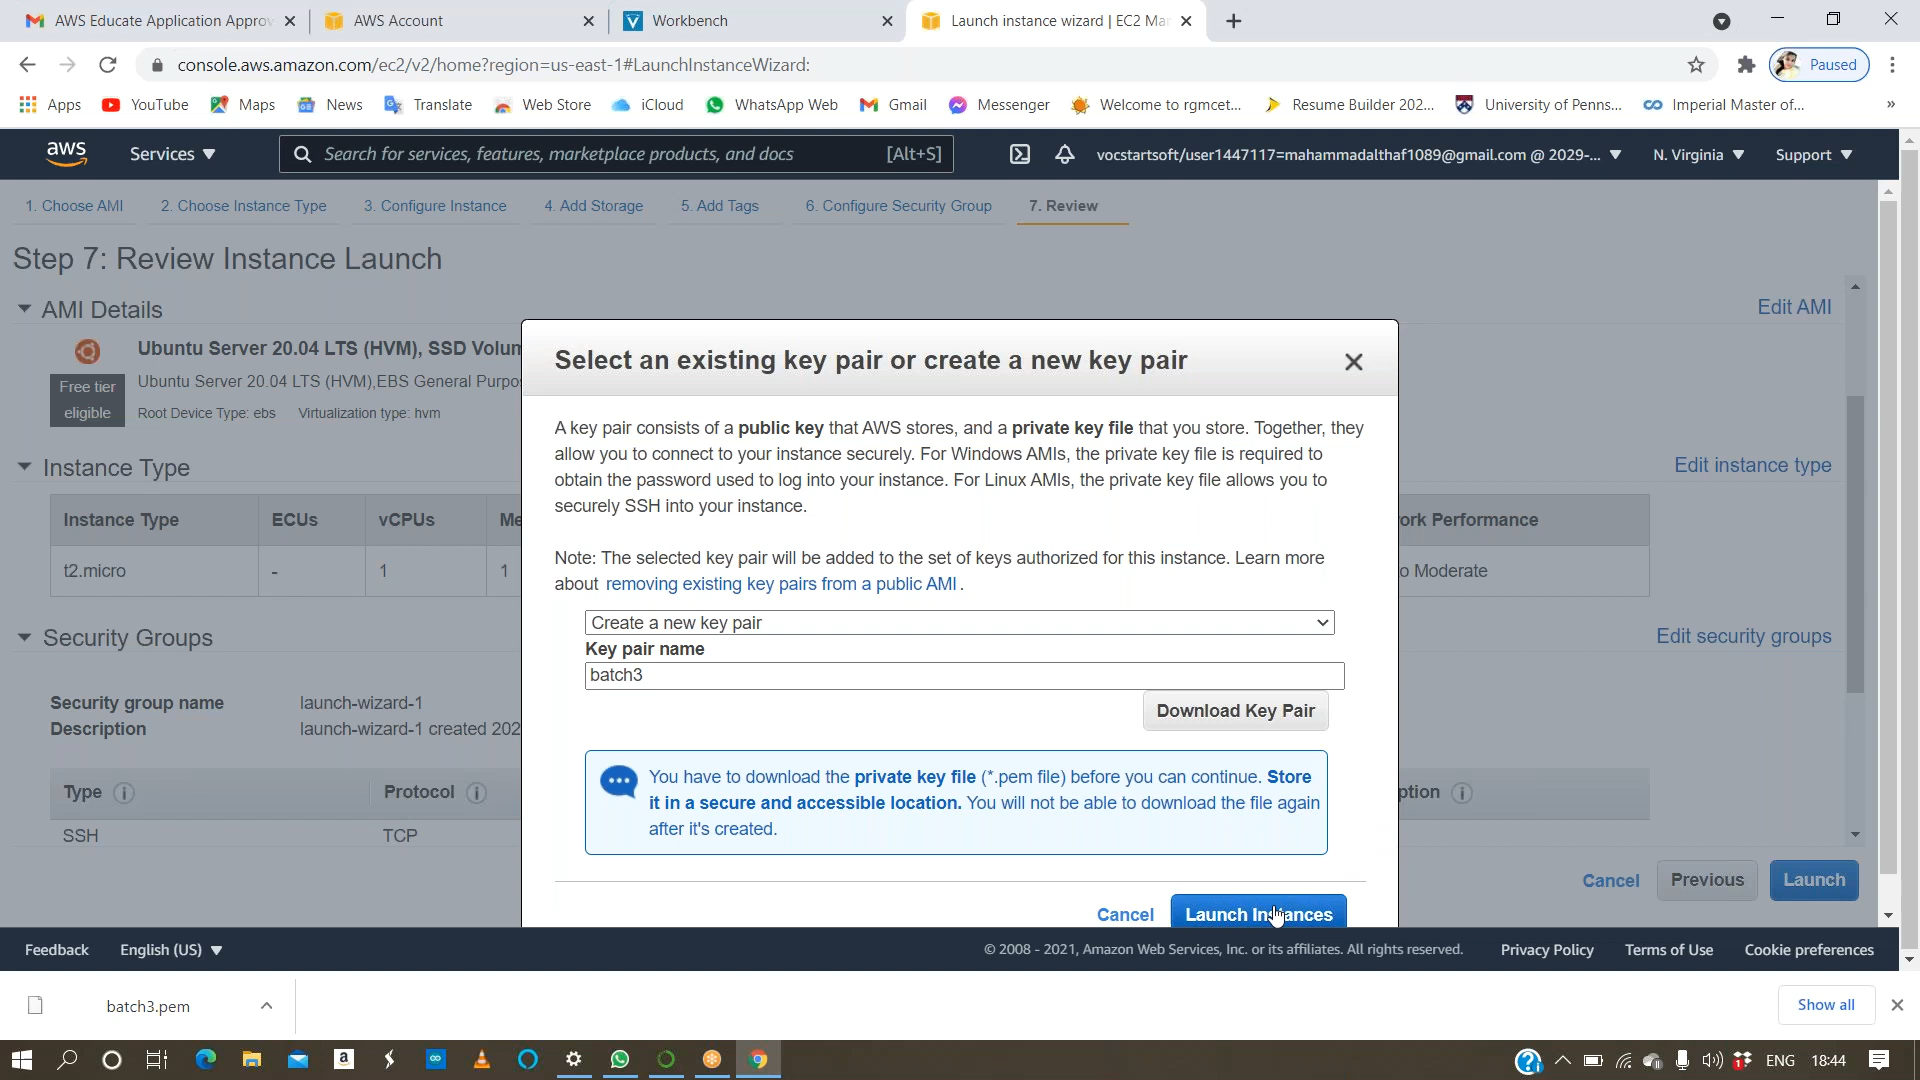 AWS Educate Application Approv
AWS Account
Workbench
Launch instance wizard | EC2 Ma
console.aws.amazon.com/ec2/v2/home?region=us-east-1#LaunchInstanceWizard:
Paused
Apps
YouTube
Maps
News
Translate
Web Store
iCloud
WhatsApp Web
Gmail
Messenger
Welcome to rgmcet...
Resume Builder 202...
University of Penns...
Imperial Master of...
»
aws
Services
Search for services, features, marketplace products, and docs
[Alt+S]
vocstartsoft/user1447117=mahammadalthaf1089@gmail.com @ 2029-...
N. Virginia
Support
1. Choose AMI
2. Choose Instance Type
3. Configure Instance
4. Add Storage
5. Add Tags
6. Configure Security Group
7. Review
Step 7: Review Instance Launch
AMI Details
Edit AMI
Ubuntu Server 20.04 LTS (HVM), SSD Volum
Free tier
eligible
Ubuntu Server 20.04 LTS (HVM),EBS General Purpo
Root Device Type: ebs Virtualization type: hvm
Instance Type
Edit instance type
Instance Type
ECUs
vCPUs
Me
ork Performance
t2.micro
-
1
1
o Moderate
Security Groups
Edit security groups
Security group name
launch-wizard-1
Description
launch-wizard-1 created 202
Type
Protocol
ption
SSH
TCP
Cancel
Previous
Launch
Select an existing key pair or create a new key pair
A key pair consists of a public key that AWS stores, and a private key file that you store. Together, they
allow you to connect to your instance securely. For Windows AMIs, the private key file is required to
obtain the password used to log into your instance. For Linux AMIs, the private key file allows you to
securely SSH into your instance.
Note: The selected key pair will be added to the set of keys authorized for this instance. Learn more
about removing existing key pairs from a public AMI .
Create a new key pair
Key pair name
batch3
Download Key Pair
You have to download the private key file (*.pem file) before you can continue. Store
it in a secure and accessible location. You will not be able to download the file again
after it's created.
Cancel
Launch Instances
Feedback
English (US)
© 2008 - 2021, Amazon Web Services, Inc. or its affiliates. All rights reserved.
Privacy Policy
Terms of Use
Cookie preferences
batch3.pem
Show all
ENG
18:44